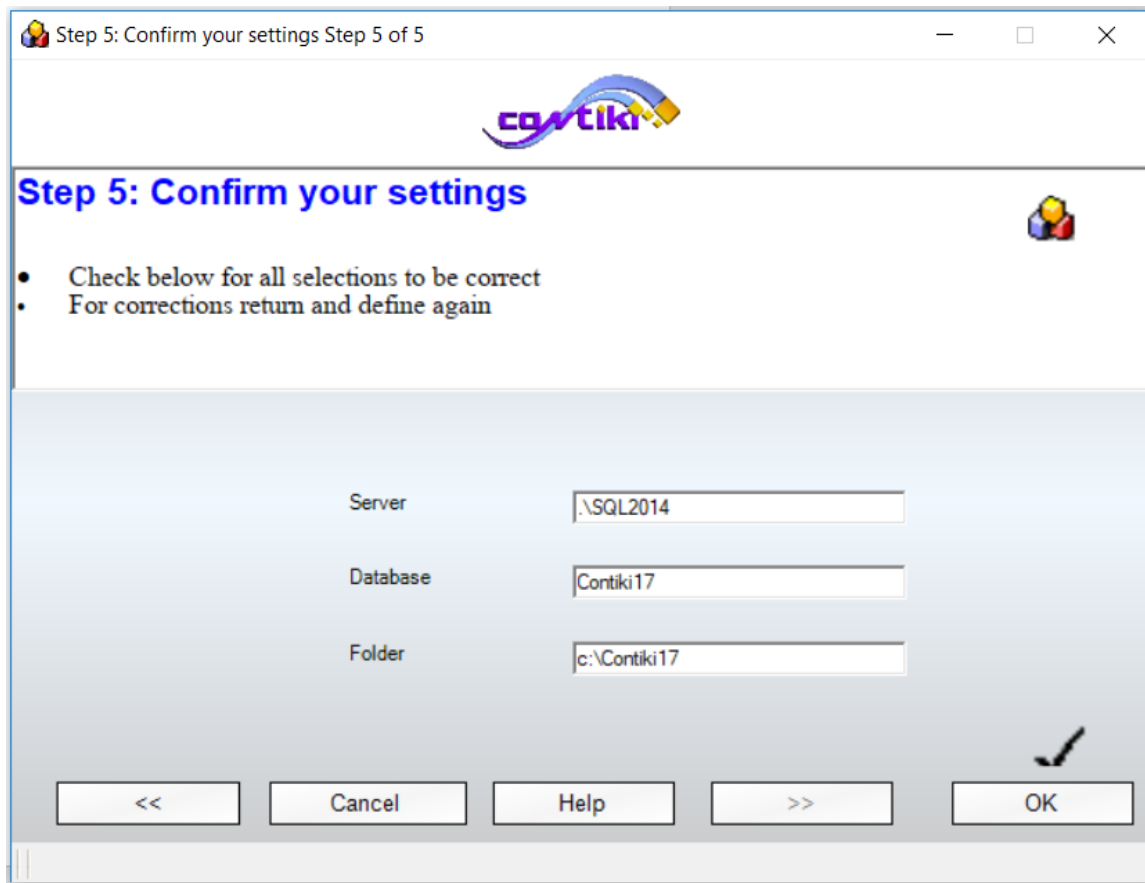 Step 5: Confirm your settings Step 5 of 5
contiki
Step 5: Confirm your settings
• Check below for all selections to be correct
• For corrections return and define again
Server .\SQL2014
Database Contiki17
Folder c:\Contiki17
<< Cancel Help >> OK